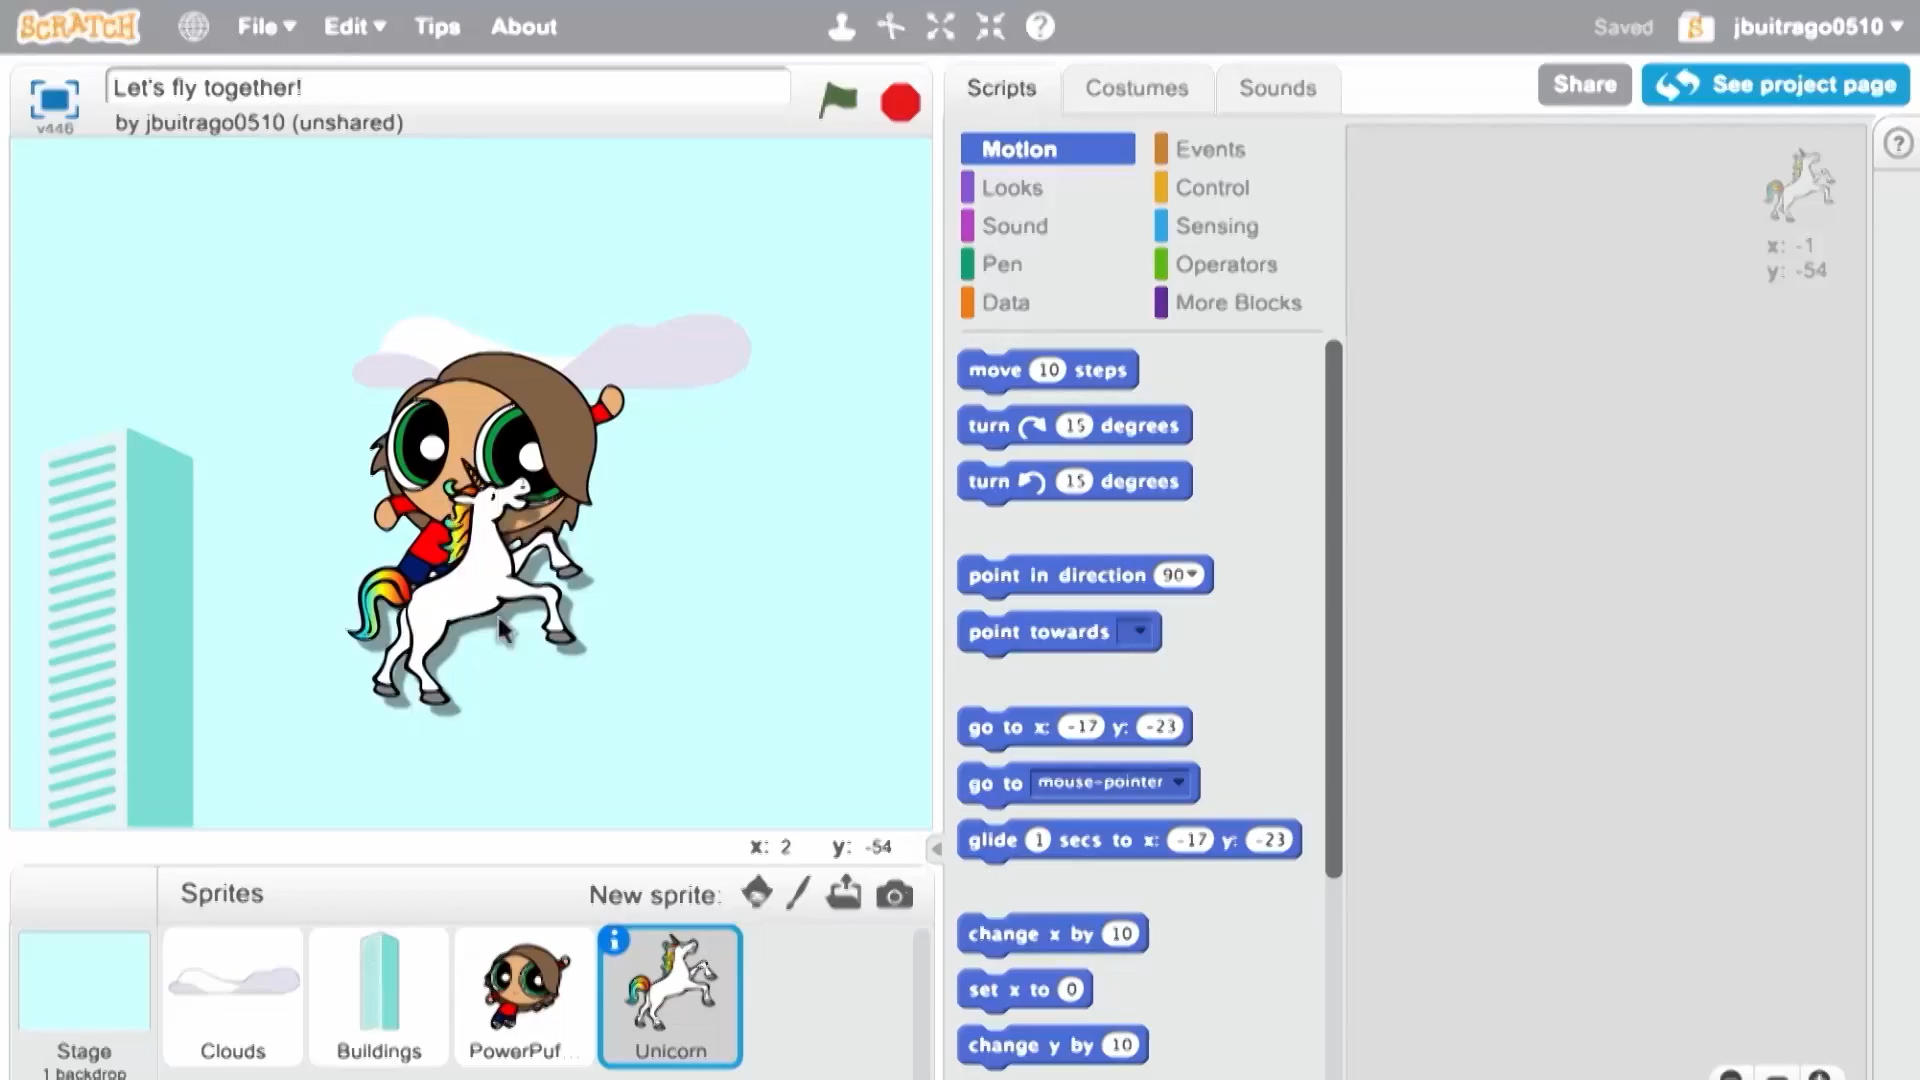 SCRATCH File Edit Tips About Saved jbuitrago0510
v446 Let's fly together!
by jbuitrago0510 (unshared)
Scripts Costumes Sounds Share See project page
Motion Events
Looks Control
Sound Sensing
Pen Operators
Data More Blocks
x: -1
y: -54
move 10 steps
turn 15 degrees
turn 15 degrees
point in direction 90
point towards
go to x: -17 y: -23
go to mouse-pointer
glide 1 secs to x: -17 y: -23
change x by 10
set x to 0
change y by 10
x: 2 y: -54
Sprites New sprite:
Stage
1 backdrop
Clouds
Buildings
PowerPuf...
Unicorn